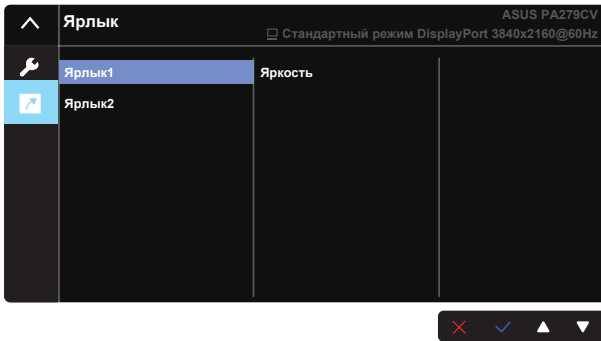 Ярлык
ASUS PA279CV
Стандартный режим DisplayPort 3840x2160@60Hz
Ярлык1
Яркость
Ярлык2